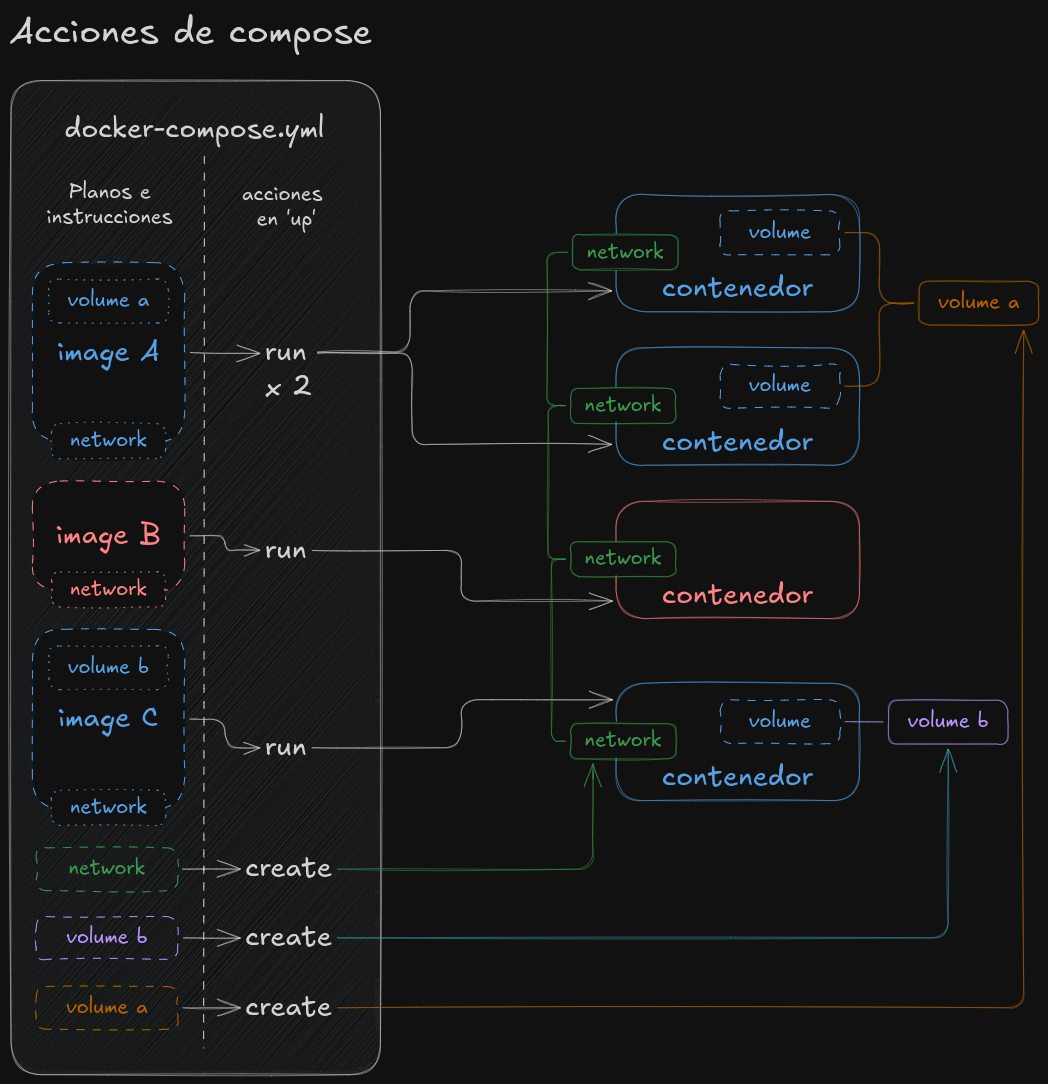 Acciones de compose
docker-compose.yml
Planos e
instrucciones
acciones
en 'up'
volume a
image A
network
run
x 2
image B
network
run
volume b
image C
network
run
network
create
volume b
create
volume a
create
network
volume
contenedor
network
volume
contenedor
volume a
network
contenedor
network
volume
contenedor
volume b